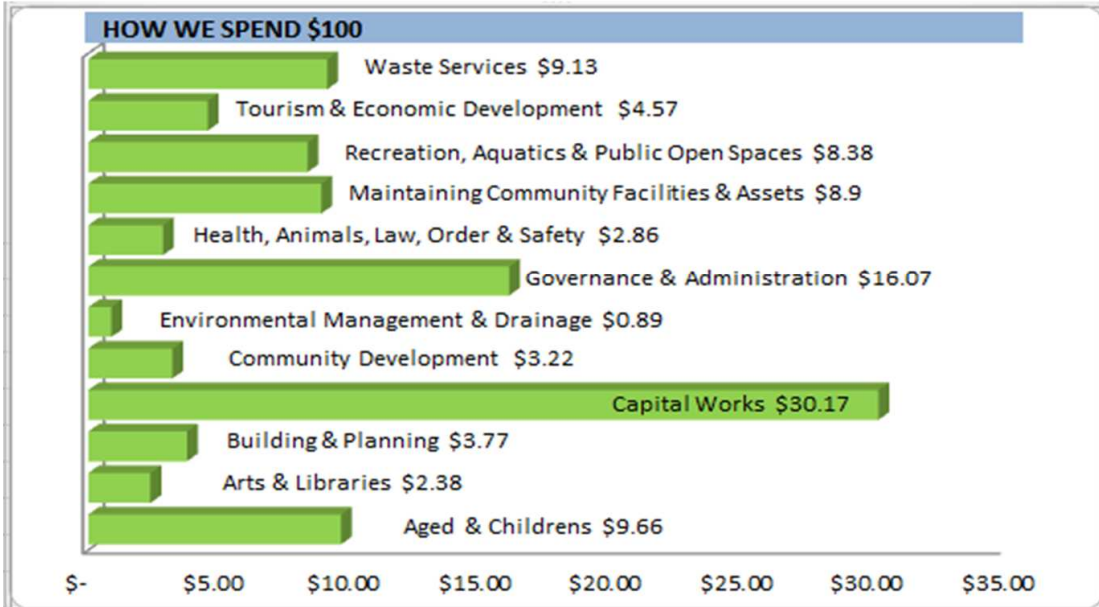 HOW WE SPEND $100
Waste Services $9.13
Tourism & Economic Development $4.57
Recreation, Aquatics & Public Open Spaces $8.38
Maintaining Community Facilities & Assets $8.9
Health, Animals, Law, Order & Safety $2.86
Governance & Administration $16.07
Environmental Management & Drainage $0.89
Community Development $3.22
Capital Works $30.17
Building & Planning $3.77
Arts & Libraries $2.38
Aged & Childrens $9.66
$- $5.00 $10.00 $15.00 $20.00 $25.00 $30.00 $35.00